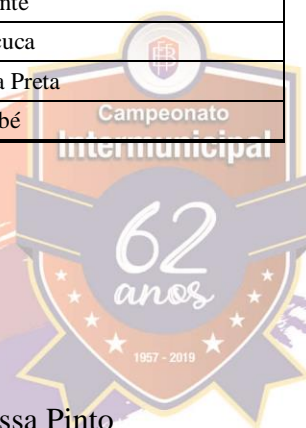 nte
cuca
a Preta
bé
Campeonato
Intermunicipal
62
anos
1957 - 2019
ssa Pinto